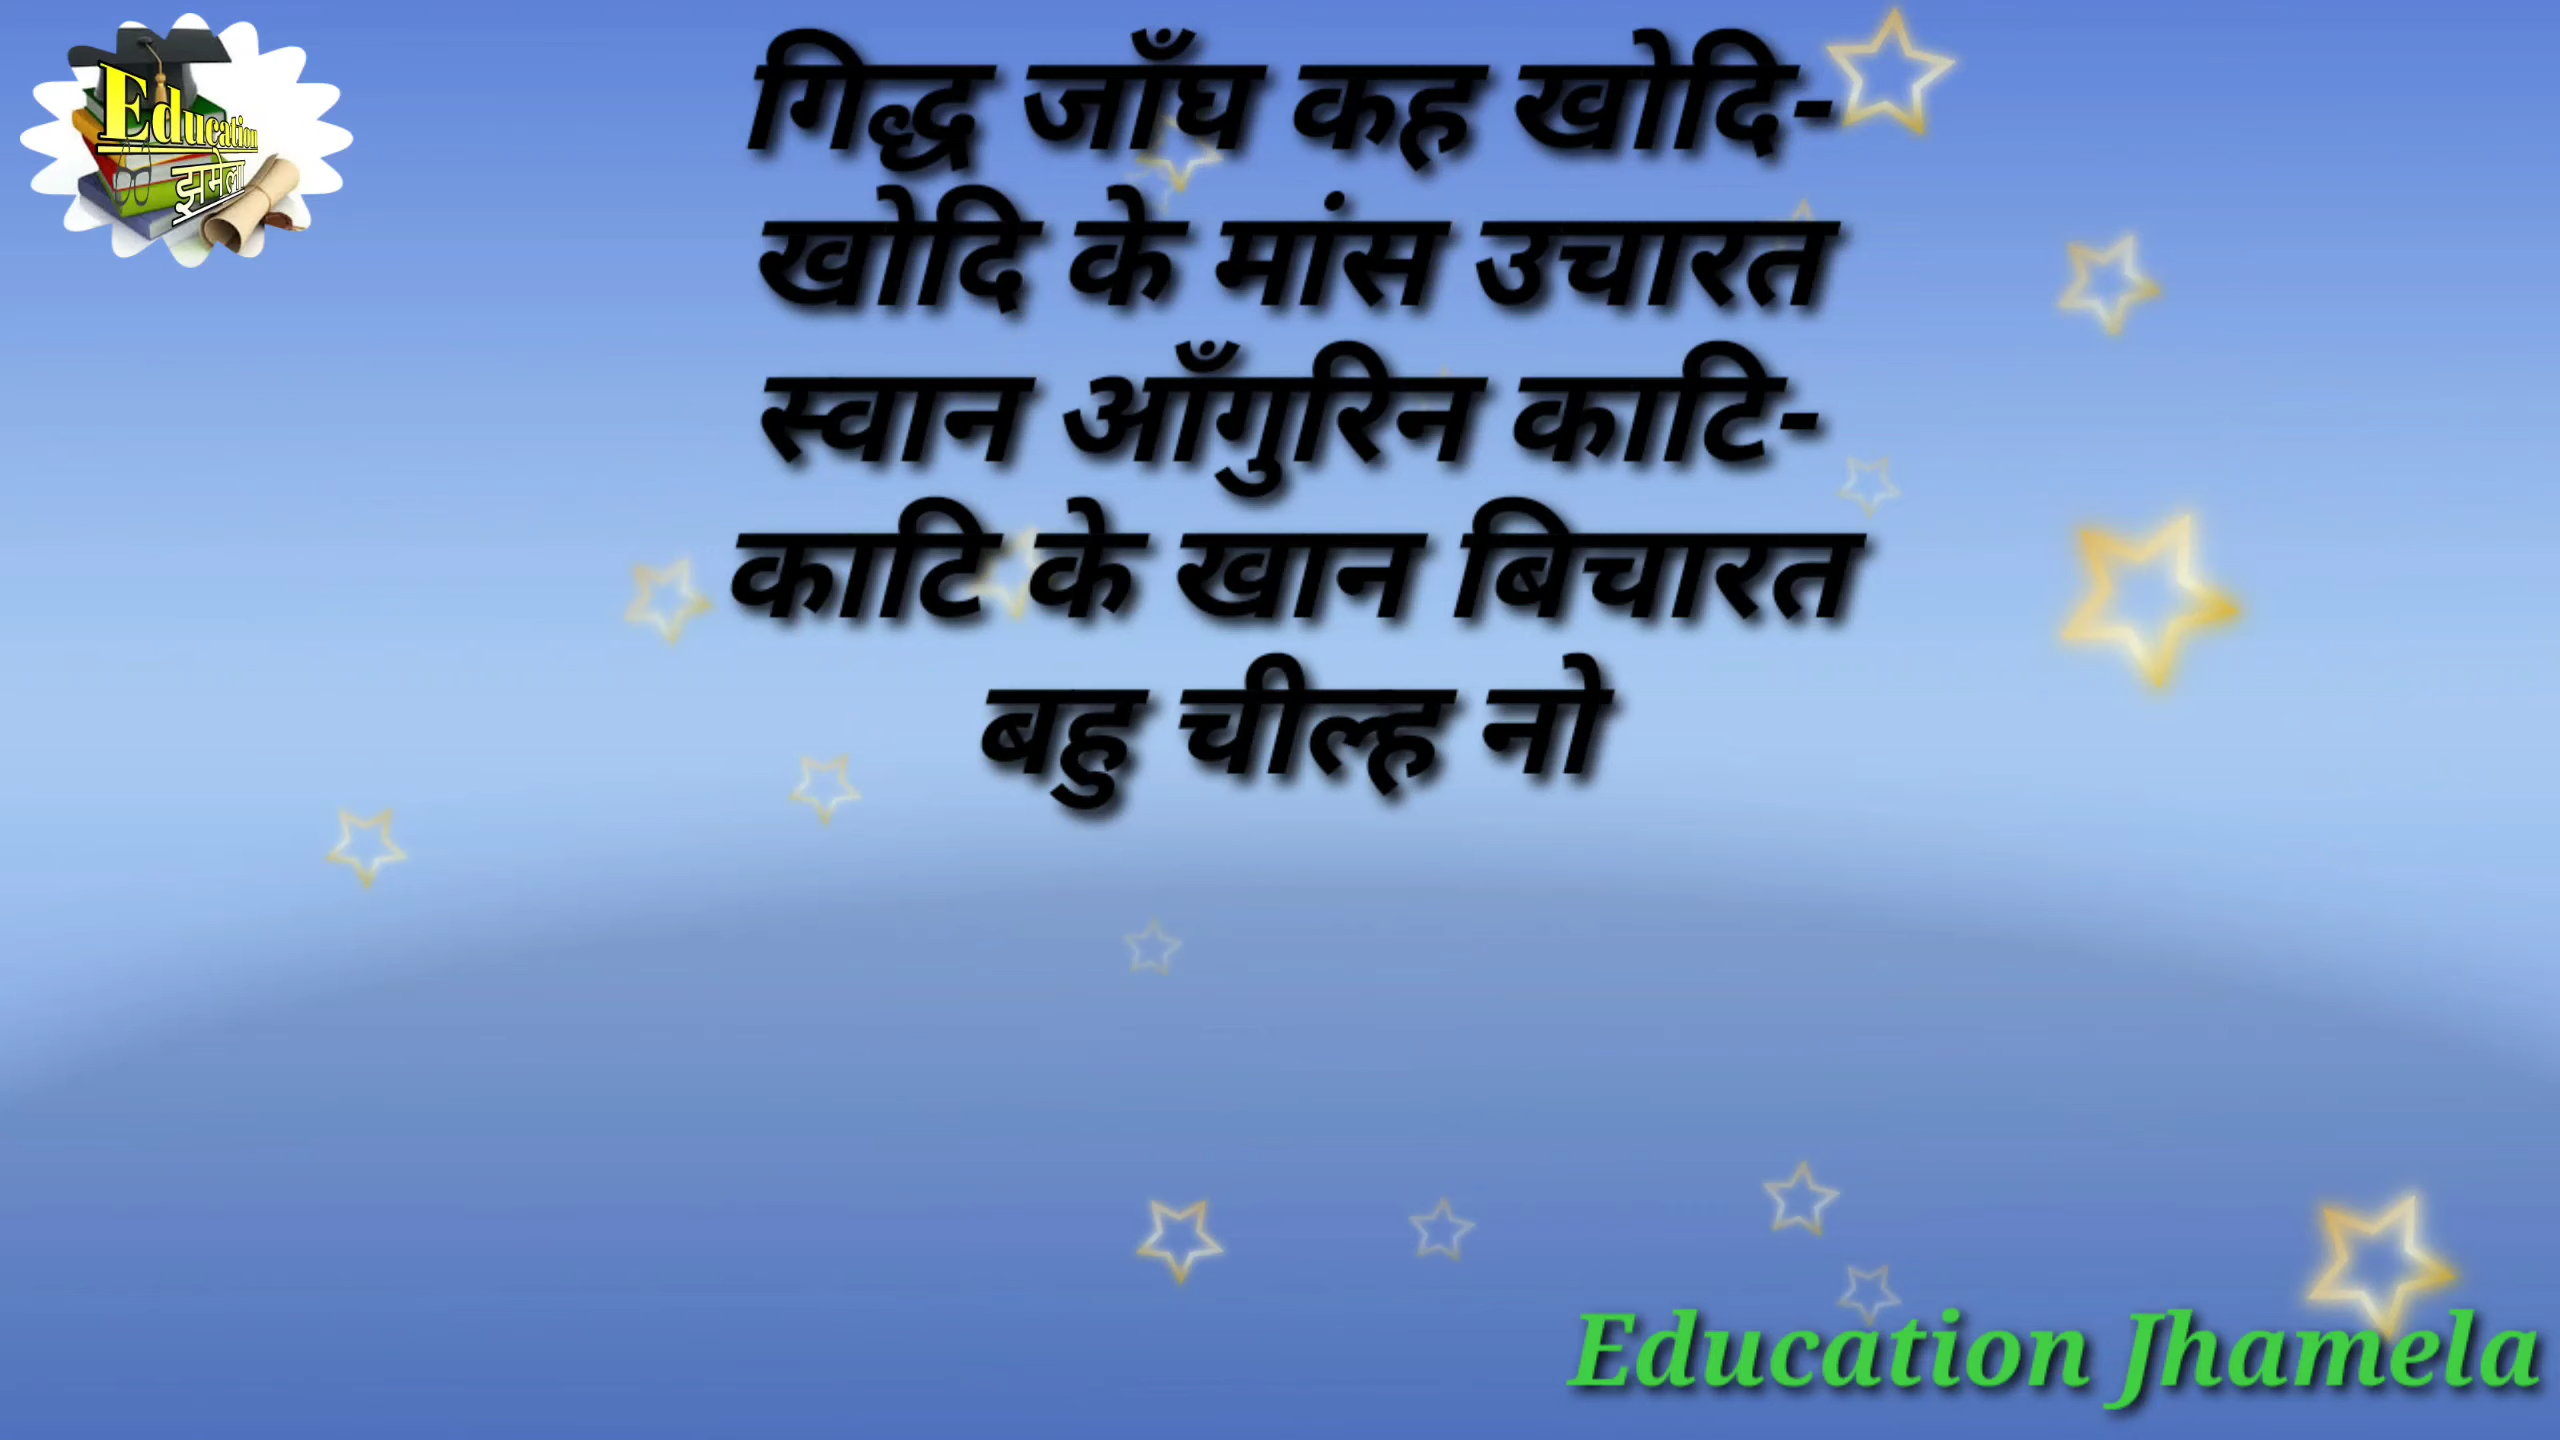 Education
झमेला
गिद्ध जाँघ कह खोदि-
खोदि के मांस उचारत
स्वान आँगुरिन काटि-
काटि के खान बिचारत
बहु चील्ह नो
Education Jhamela